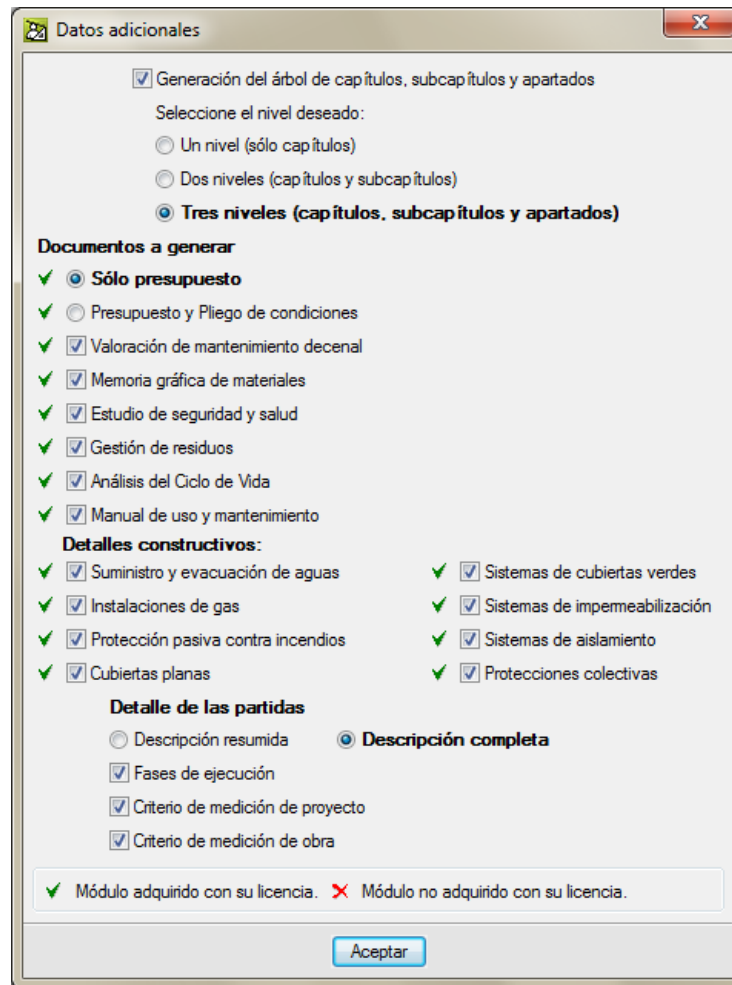 Datos adicionales
Generación del árbol de capítulos, subcapítulos y apartados
Seleccione el nivel deseado:
Un nivel (sólo capítulos)
Dos niveles (capítulos y subcapítulos)
Tres niveles (capítulos, subcapítulos y apartados)
Documentos a generar
Sólo presupuesto
Presupuesto y Pliego de condiciones
Valoración de mantenimiento decenal
Memoria gráfica de materiales
Estudio de seguridad y salud
Gestión de residuos
Análisis del Ciclo de Vida
Manual de uso y mantenimiento
Detalles constructivos:
Suministro y evacuación de aguas Sistemas de cubiertas verdes
Instalaciones de gas Sistemas de impermeabilización
Protección pasiva contra incendios Sistemas de aislamiento
Cubiertas planas Protecciones colectivas
Detalle de las partidas
Descripción resumida Descripción completa
Fases de ejecución
Criterio de medición de proyecto
Criterio de medición de obra
Módulo adquirido con su licencia. Módulo no adquirido con su licencia.
Aceptar